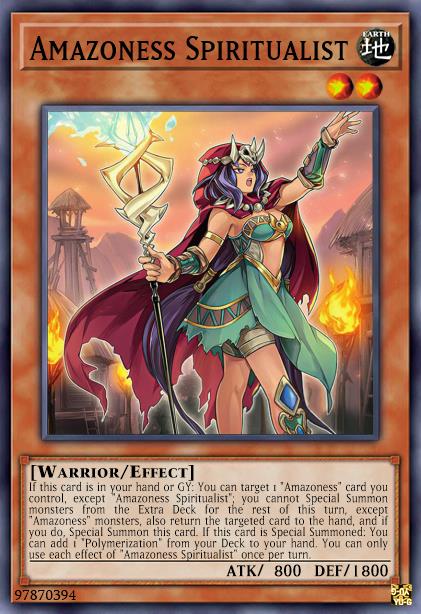 AMAZONESS SPIRITUALIST
EARTH
地
[WARRIOR/EFFECT]
If this card is in your hand or GY: You can target 1 "Amazoness" card you
control, except "Amazoness Spiritualist"; you cannot Special Summon
monsters from the Extra Deck for the rest of this turn, except
"Amazoness" monsters, also return the targeted card to the hand, and if
you do, Special Summon this card. If this card is Special Summoned: You
can add 1 "Polymerization" from your Deck to your hand. You can only
use each effect of "Amazoness Spiritualist" once per turn.
ATK/ 800 DEF/1800
97870394